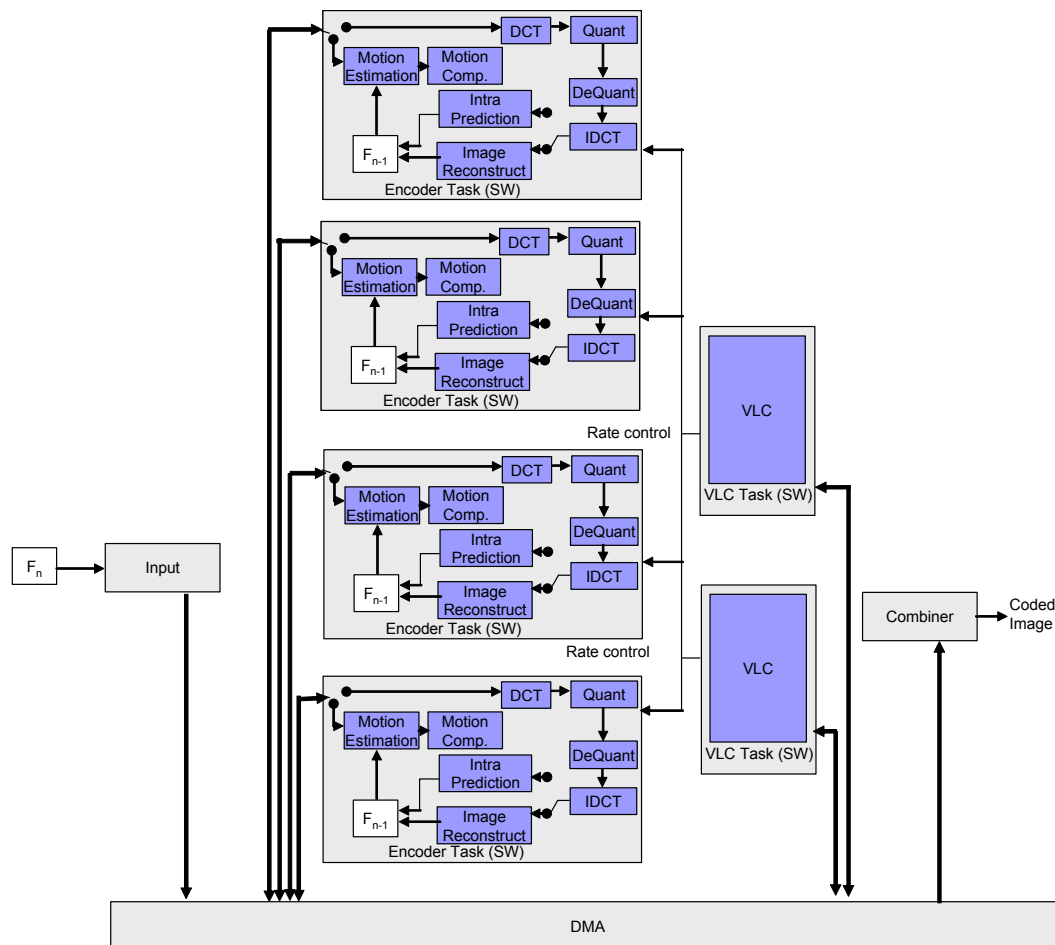 DCT
Quant
Motion
Estimation
Motion
Comp.
DeQuant
Intra
Prediction
IDCT
Fn-1
Image
Reconstruct
Encoder Task (SW)
DCT
Quant
Motion
Estimation
Motion
Comp.
DeQuant
Intra
Prediction
IDCT
Fn-1
Image
Reconstruct
Encoder Task (SW)
VLC
Rate control
VLC Task (SW)
DCT
Quant
Motion
Estimation
Motion
Comp.
DeQuant
Intra
Prediction
IDCT
Fn-1
Image
Reconstruct
Encoder Task (SW)
Fn
Input
Rate control
VLC
VLC Task (SW)
Combiner
Coded
Image
DCT
Quant
Motion
Estimation
Motion
Comp.
DeQuant
Intra
Prediction
IDCT
Fn-1
Image
Reconstruct
Encoder Task (SW)
DMA